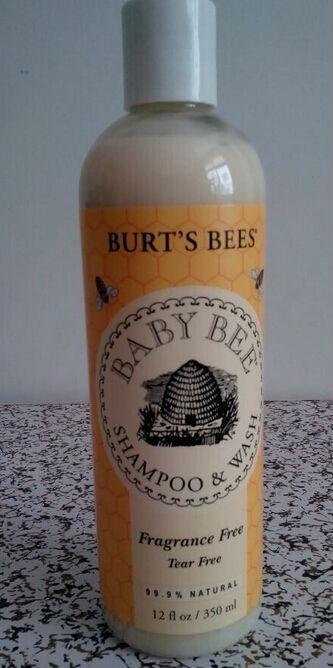 BURT'S BEES®
BABY BEE
SHAMPOO & WASH
Fragrance Free
Tear Free
99.9% NATURAL
12 fl oz / 350 ml